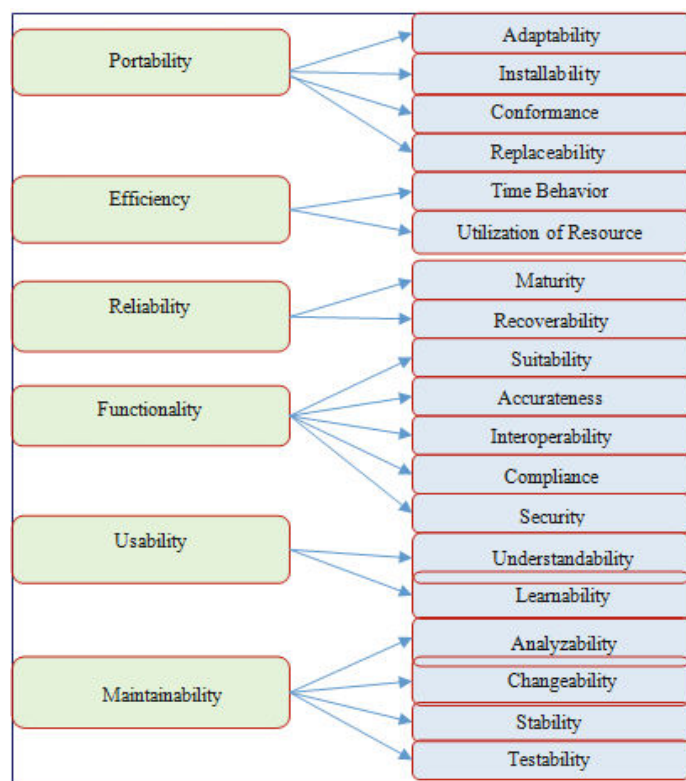 Portability
Adaptability
Installability
Conformance
Replaceability
Efficiency
Time Behavior
Utilization of Resource
Reliability
Maturity
Recoverability
Functionality
Suitability
Accurateness
Interoperability
Compliance
Security
Usability
Understandability
Learnability
Maintainability
Analyzability
Changeability
Stability
Testability